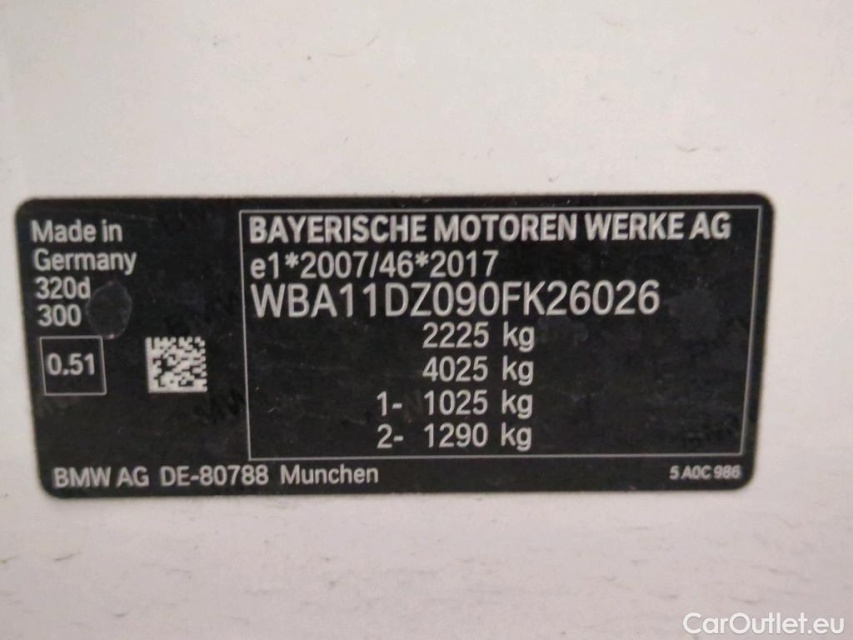 Made in
Germany
320d
300
0.51
BAYERISCHE MOTOREN WERKE AG
e1*2007/46*2017
WBA11DZ090FK26026
2225 kg
4025 kg
1- 1025 kg
2- 1290 kg
BMW AG DE-80788 Munchen
5 A0C 986
CarOutlet.eu